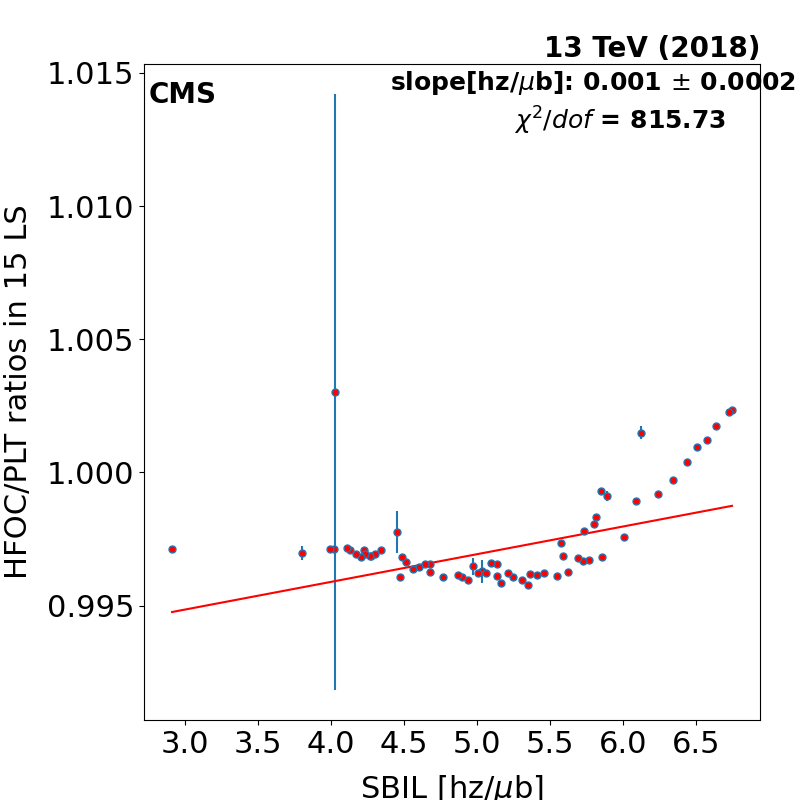 13 TeV (2018)
CMS
slope[hz/μb]: 0.001 ± 0.0002
χ²/dof = 815.73
HFOC/PLT ratios in 15 LS
1.015
1.010
1.005
1.000
0.995
3.0 3.5 4.0 4.5 5.0 5.5 6.0 6.5
SBIL [hz/μb]